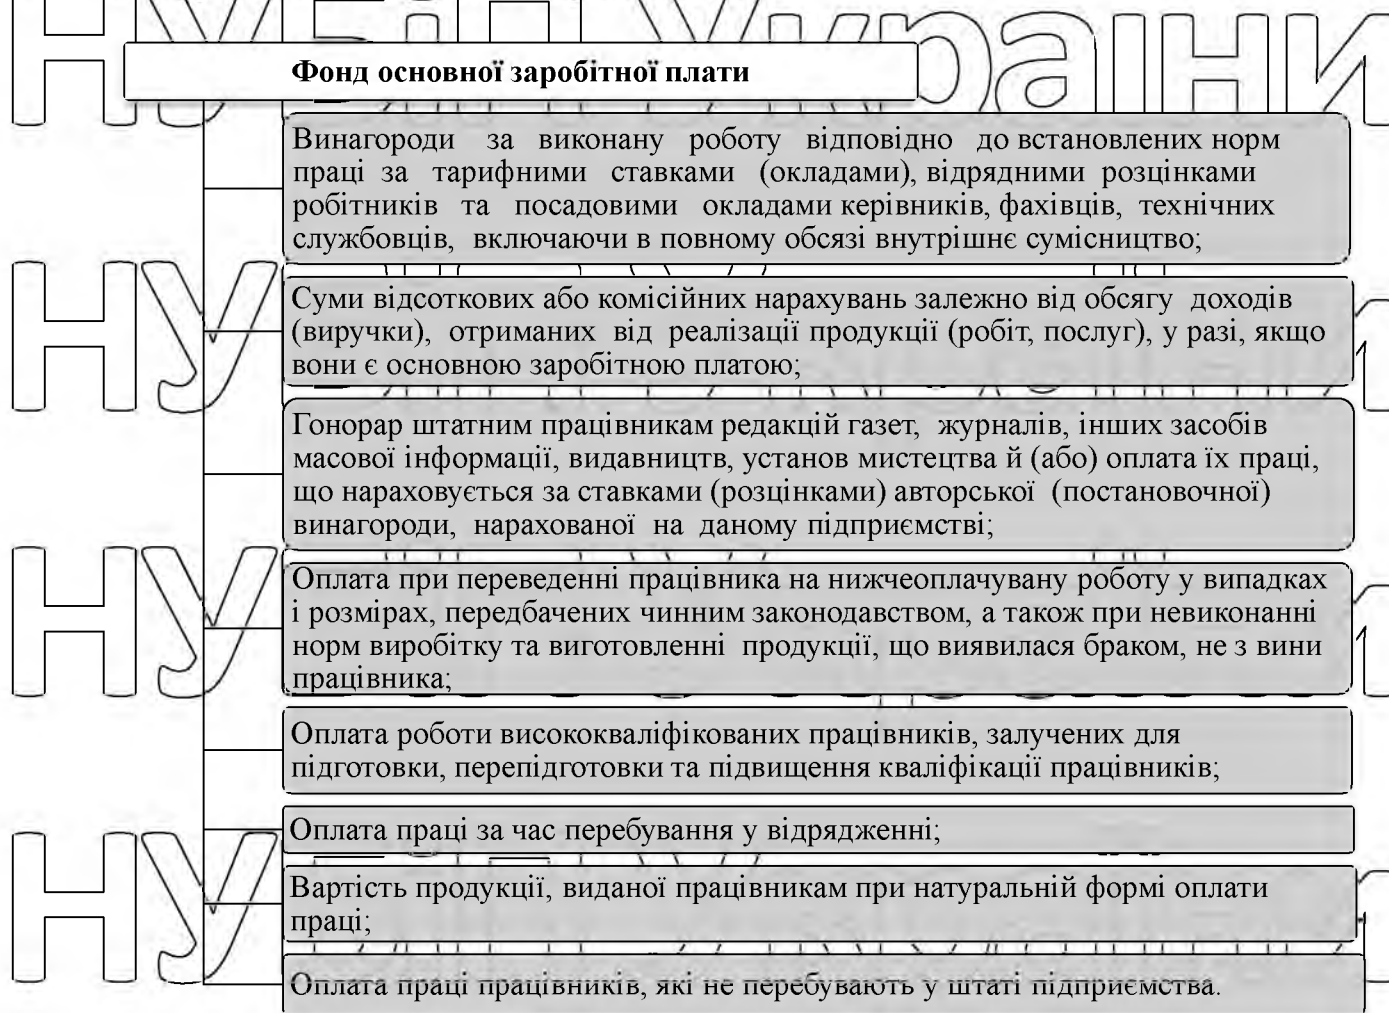 НУБіП України
Фонд основної заробітної плати
Винагороди за виконану роботу відповідно до встановлених норм
праці за тарифними ставками (окладами), відрядними розцінками
робітників та посадовими окладами керівників, фахівців, технічних
службовців, включаючи в повному обсязі внутрішнє сумісництво;
Суми відсоткових або комісійних нарахувань залежно від обсягу доходів
(виручки), отриманих від реалізації продукції (робіт, послуг), у разі, якщо
вони є основною заробітною платою;
Гонорар штатним працівникам редакцій газет, журналів, інших засобів
масової інформації, видавництв, установ мистецтва й (або) оплата їх праці,
що нараховується за ставками (розцінками) авторської (постановочної)
винагороди, нарахованої на даному підприємстві;
Оплата при переведенні працівника на нижчеоплачувану роботу у випадках
і розмірах, передбачених чинним законодавством, а також при невиконанні
норм виробітку та виготовленні продукції, що виявилася браком, не з вини
працівника;
Оплата роботи висококваліфікованих працівників, залучених для
підготовки, перепідготовки та підвищення кваліфікації працівників;
Оплата праці за час перебування у відрядженні;
Вартість продукції, виданої працівникам при натуральній формі оплати
праці;
Оплата праці працівників, які не перебувають у штаті підприємства.